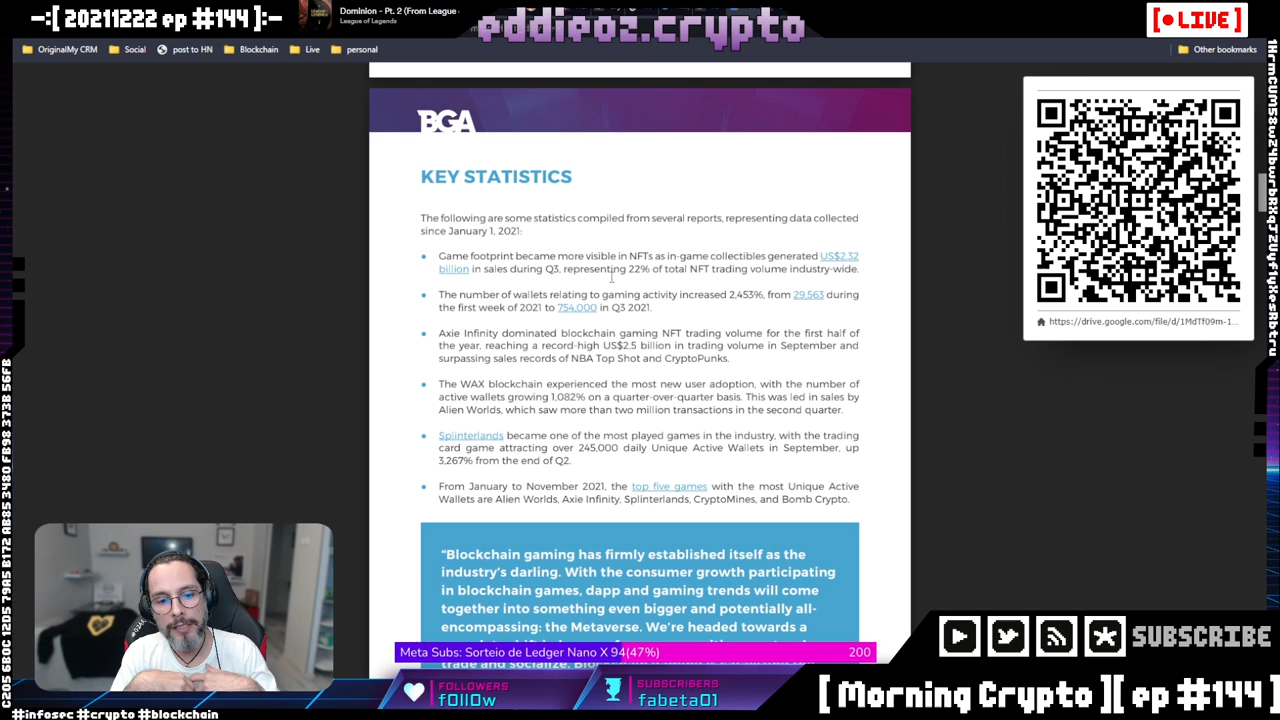 -:[ 20211222 ep #144 ]:-
Dominion - Pt. 2 (From League
League of Legends
eddieoz.crypto
[ LIVE ]
OriginalMy CRM
Social
post to HN
Blockchain
Live
personal
Other bookmarks
BGA
KEY STATISTICS
The following are some statistics compiled from several reports, representing data collected
since January 1, 2021:
• Game footprint became more visible in NFTs as in-game collectibles generated US$2.32
billion in sales during Q3, representing 22% of total NFT trading volume industry-wide.
• The number of wallets relating to gaming activity increased 2,453%, from 29,563 during
the first week of 2021 to 754,000 in Q3 2021.
• Axie Infinity dominated blockchain gaming NFT trading volume for the first half of
the year, reaching a record-high US$2.5 billion in trading volume in September and
surpassing sales records of NBA Top Shot and CryptoPunks.
• The WAX blockchain experienced the most new user adoption, with the number of
active wallets growing 1,082% on a quarter-over-quarter basis. This was led in sales by
Alien Worlds, which saw more than two million transactions in the second quarter.
• Splinterlands became one of the most played games in the industry, with the trading
card game attracting over 245,000 daily Unique Active Wallets in September, up
3,267% from the end of Q2.
• From January to November 2021, the top five games with the most Unique Active
Wallets are Alien Worlds, Axie Infinity, Splinterlands, CryptoMines, and Bomb Crypto.
"Blockchain gaming has firmly established itself as the
industry's darling. With the consumer growth participating
in blockchain games, dapp and gaming trends will come
together into something even bigger and potentially all-
encompassing: the Metaverse. We're headed towards a
trade and socialize.
https://drive.google.com/file/d/1MdTf09m-1...
Meta Subs: Sorteio de Ledger Nano X 94(47%)
200
FOLLOWERS
f0ll0w
SUBSCRIBERS
fabeta01
SUBSCRIBE
[ Morning Crypto ][ ep #144 ]
#infosec #crypto #blockchain